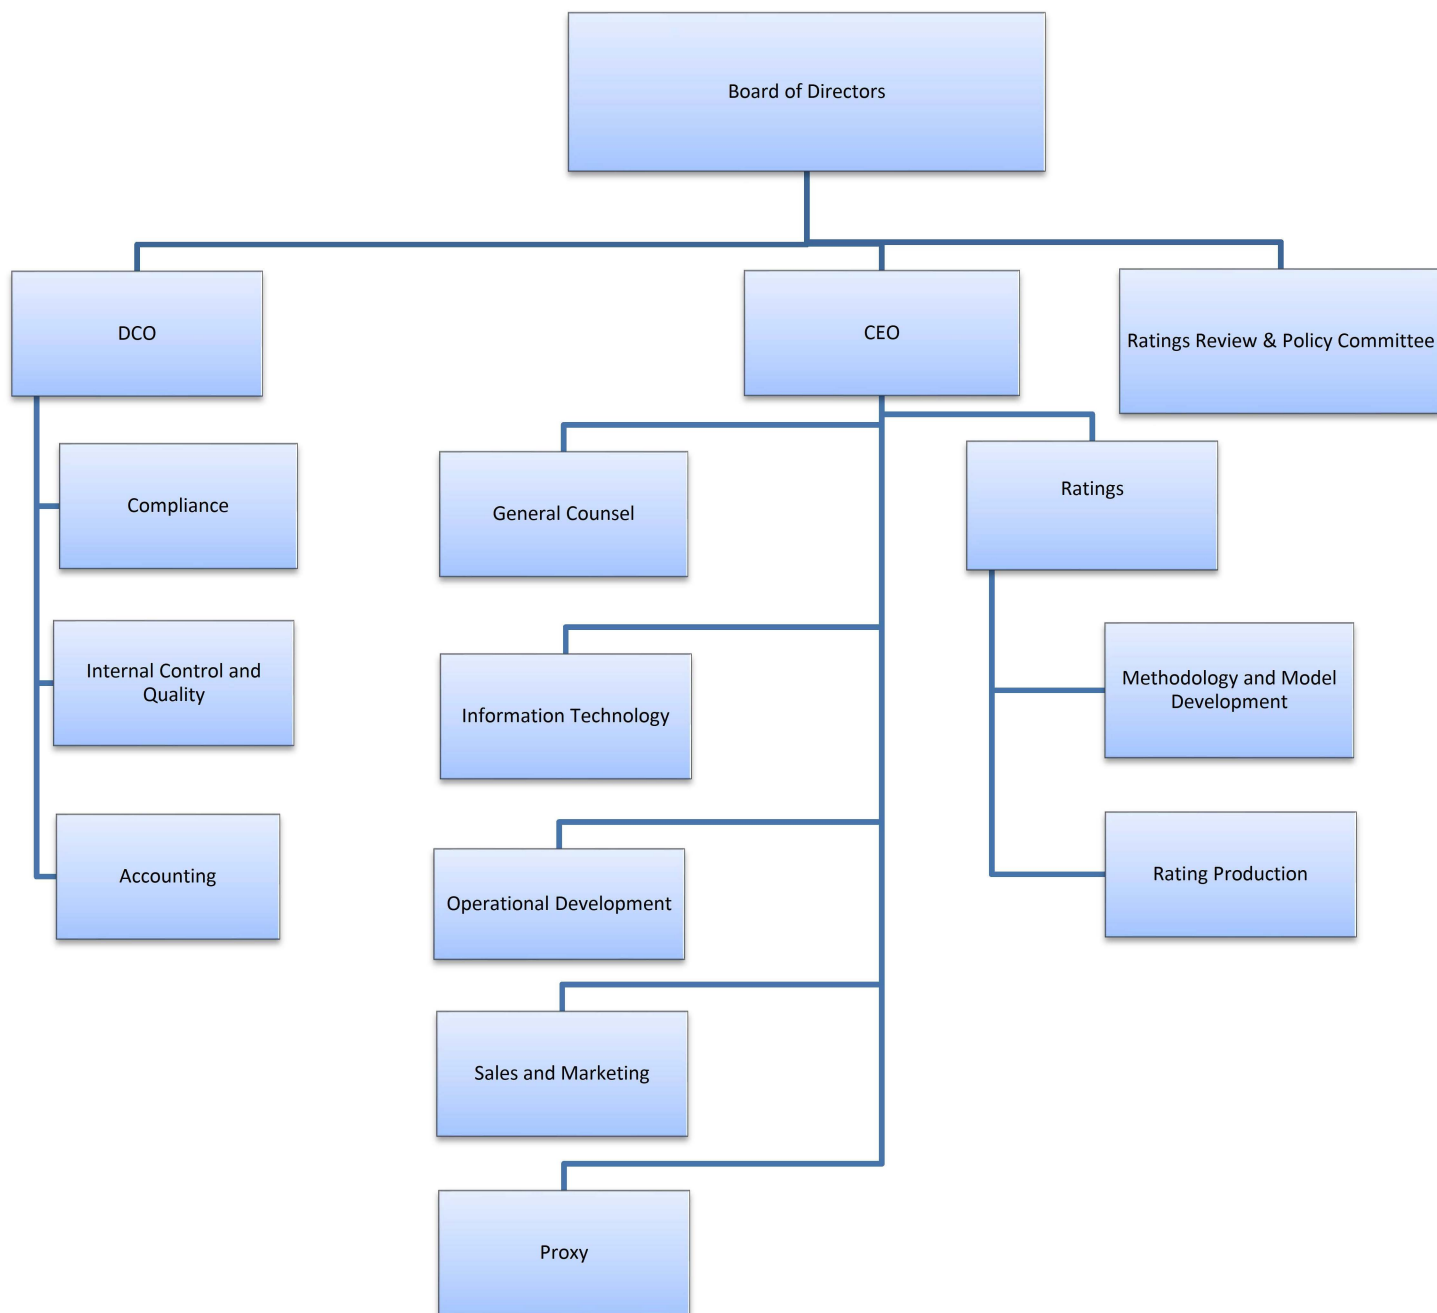 Board of Directors
DCO
CEO
Ratings Review & Policy Committee
Compliance
General Counsel
Ratings
Internal Control and
Quality
Information Technology
Methodology and Model
Development
Accounting
Operational Development
Rating Production
Sales and Marketing
Proxy